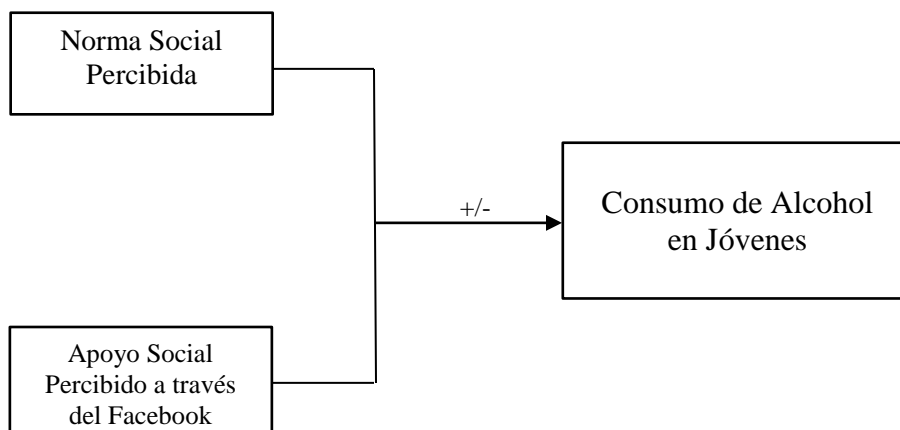 Norma Social
Percibida
+/-
Consumo de Alcohol
en Jóvenes
Apoyo Social
Percibido a través
del Facebook